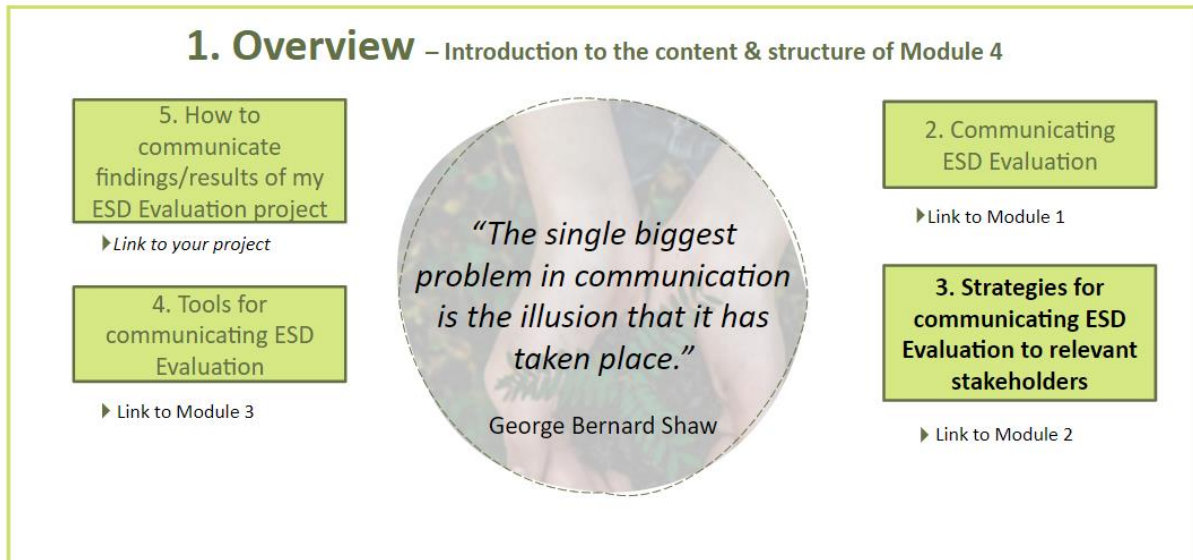 1. Overview – Introduction to the content & structure of Module 4
5. How to
communicate
findings/results of my
ESD Evaluation project
▶Link to your project
4. Tools for
communicating ESD
Evaluation
▶ Link to Module 3
“The single biggest
problem in communication
is the illusion that it has
taken place.”
George Bernard Shaw
2. Communicating
ESD Evaluation
▶Link to Module 1
3. Strategies for
communicating ESD
Evaluation to relevant
stakeholders
▶ Link to Module 2